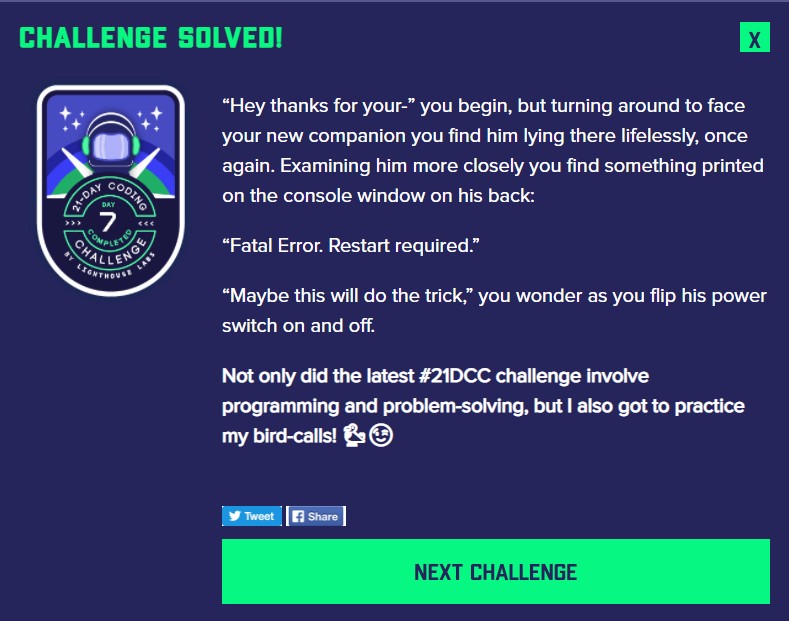 CHALLENGE SOLVED!
X
“Hey thanks for your-” you begin, but turning around to face
your new companion you find him lying there lifelessly, once
again. Examining him more closely you find something printed
on the console window on his back:
“Fatal Error. Restart required.”
“Maybe this will do the trick,” you wonder as you flip his power
switch on and off.
Not only did the latest #21DCC challenge involve
programming and problem-solving, but I also got to practice
my bird-calls! 🦆😉
21-DAY CODING
DAY
>>> 7 <<<
COMPLETED
CHALLENGE
BY LIGHTHOUSE LABS
Tweet
Share
NEXT CHALLENGE